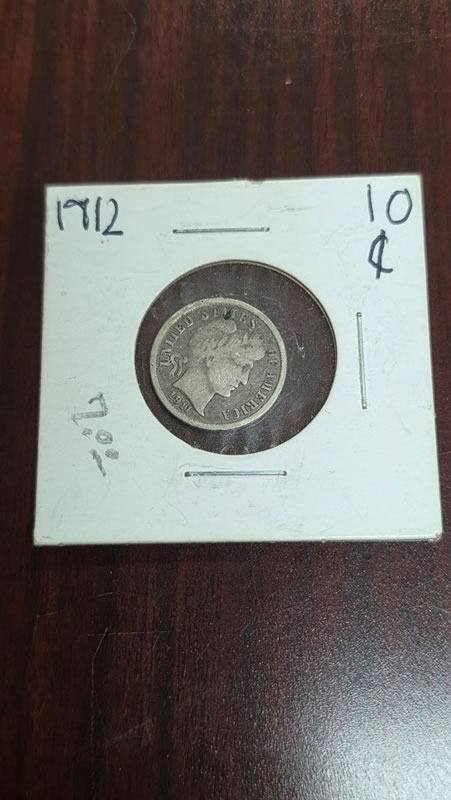 1912
10
¢
UNITED STATES OF AMERICA